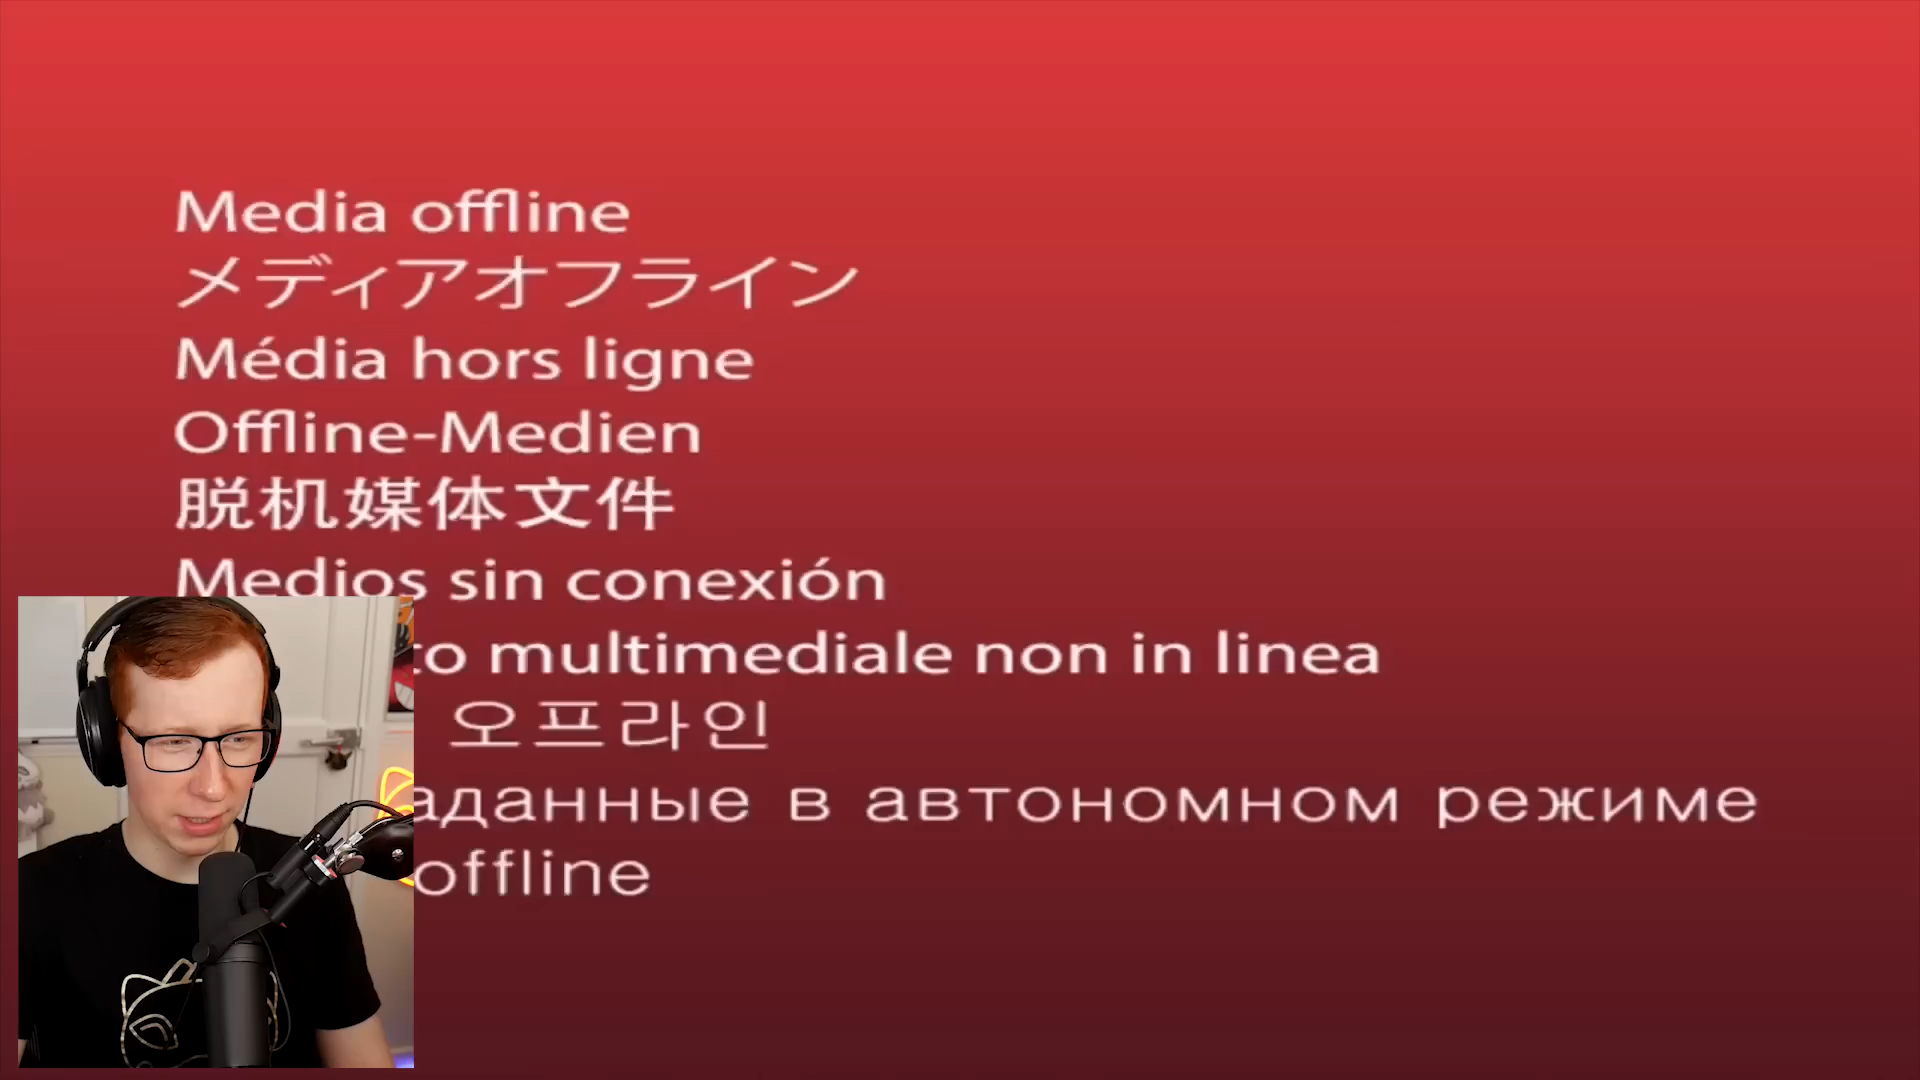 Media offline
メディアオフライン
Média hors ligne
Offline-Medien
脱机媒体文件
Medios sin conexión
multimediale non in linea
오프라인
в автономном режиме
offline